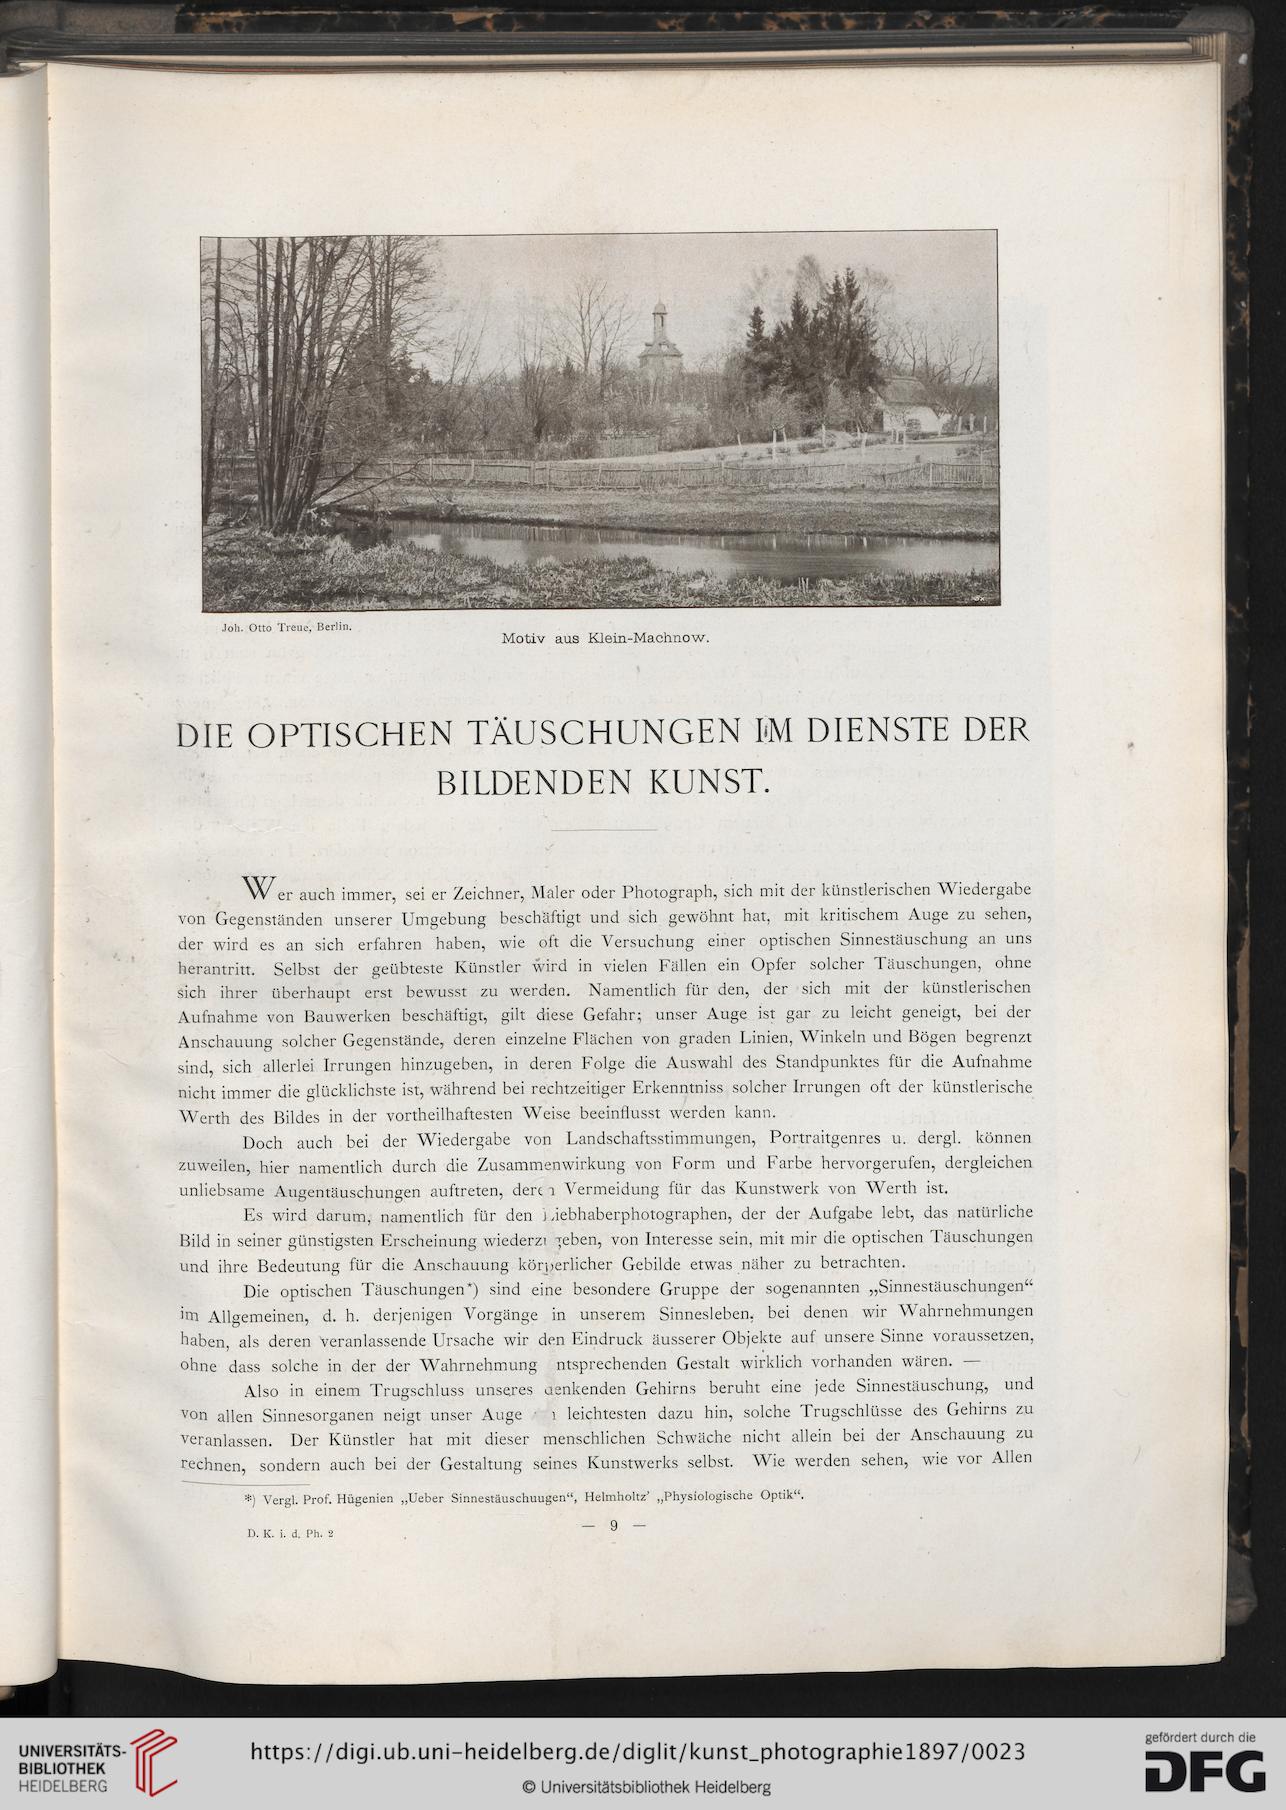 Joh. Otto Treue, Berlin.
Motiv aus Klein-Machnow.
DIE OPTISCHEN TÄUSCHUNGEN IM DIENSTE DER
BILDENDEN KUNST.
Wer auch immer, sei er Zeichner, Maler oder Photograph, sich mit der künstlerischen Wiedergabe
von Gegenständen unserer Umgebung beschäftigt und sich gewöhnt hat, mit kritischem Auge zu sehen,
der wird es an sich erfahren haben, wie oft die Versuchung einer optischen Sinnestäuschung an uns
herantritt. Selbst der geübteste Künstler wird in vielen Fällen ein Opfer solcher Täuschungen, ohne
sich ihrer überhaupt erst bewusst zu werden. Namentlich für den, der sich mit der künstlerischen
Aufnahme von Bauwerken beschäftigt, gilt diese Gefahr; unser Auge ist gar zu leicht geneigt, bei der
Anschauung solcher Gegenstände, deren einzelne Flächen von graden Linien, Winkeln und Bögen begrenzt
sind, sich allerlei Irrungen hinzugeben, in deren Folge die Auswahl des Standpunktes für die Aufnahme
nicht immer die glücklichste ist, während bei rechtzeitiger Erkenntniss solcher Irrungen oft der künstlerische
Werth des Bildes in der vortheilhaftesten Weise beeinflusst werden kann.
Doch auch bei der Wiedergabe von Landschaftsstimmungen, Portraitgenres u. dergl. können
zuweilen, hier namentlich durch die Zusammenwirkung von Form und Farbe hervorgerufen, dergleichen
unliebsame Augentäuschungen auftreten, deren Vermeidung für das Kunstwerk von Werth ist.
Es wird darum, namentlich für den Liebhaberphotographen, der der Aufgabe lebt, das natürliche
Bild in seiner günstigsten Erscheinung wiederzugeben, von Interesse sein, mit mir die optischen Täuschungen
und ihre Bedeutung für die Anschauung körperlicher Gebilde etwas näher zu betrachten.
Die optischen Täuschungen*) sind eine besondere Gruppe der sogenannten „Sinnestäuschungen“
im Allgemeinen, d. h. derjenigen Vorgänge in unserem Sinnesleben, bei denen wir Wahrnehmungen
haben, als deren veranlassende Ursache wir den Eindruck äusserer Objekte auf unsere Sinne voraussetzen,
ohne dass solche in der der Wahrnehmung entsprechenden Gestalt wirklich vorhanden wären. —
Also in einem Trugschluss unseres denkenden Gehirns beruht eine jede Sinnestäuschung, und
von allen Sinnesorganen neigt unser Auge am leichtesten dazu hin, solche Trugschlüsse des Gehirns zu
veranlassen. Der Künstler hat mit dieser menschlichen Schwäche nicht allein bei der Anschauung zu
rechnen, sondern auch bei der Gestaltung seines Kunstwerks selbst. Wie werden sehen, wie vor Allen
*) Vergl. Prof. Hügenien „Ueber Sinnestäuschuugen“, Helmholtz’ „Physiologische Optik“.
D. K. i. d. Ph. 2
— 9 —
UNIVERSITÄTS-
BIBLIOTHEK
HEIDELBERG
https://digi.ub.uni-heidelberg.de/diglit/kunst_photographie1897/0023
© Universitätsbibliothek Heidelberg
gefördert durch die
DFG